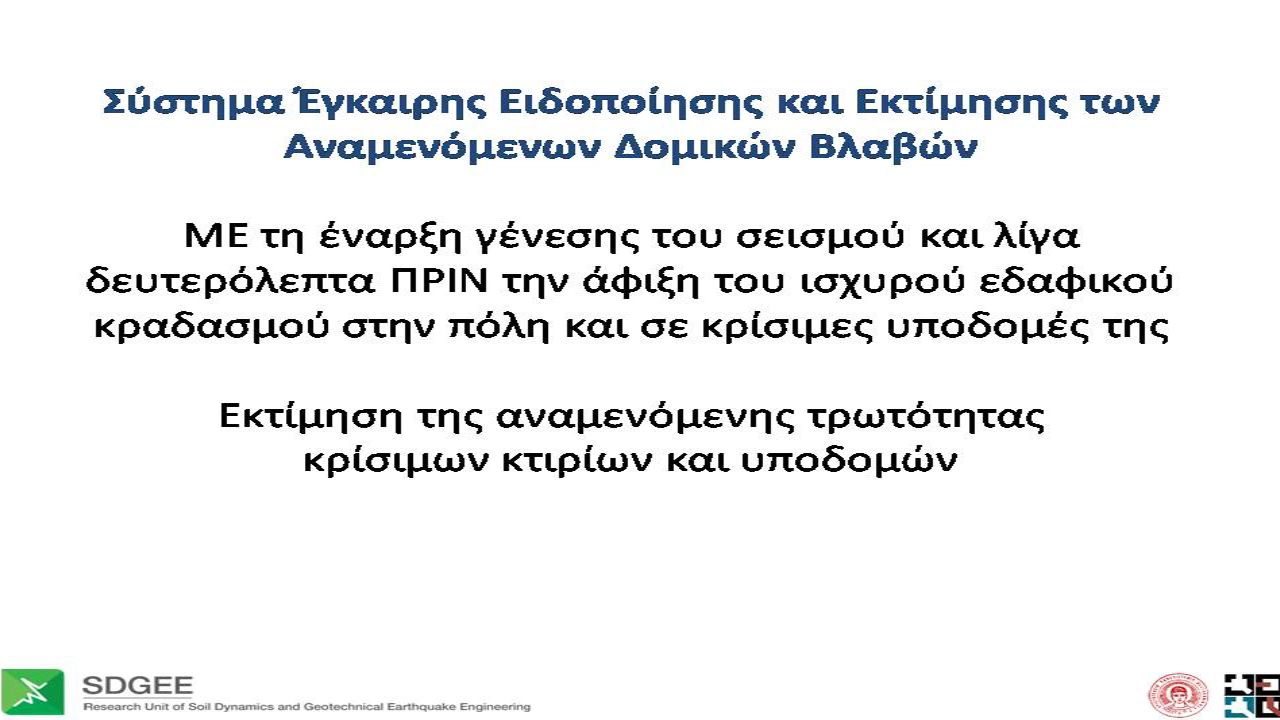 Σύστημα Έγκαιρης Ειδοποίησης και Εκτίμησης των
Αναμενόμενων Δομικών Βλαβών
ΜΕ τη έναρξη γένεσης του σεισμού και λίγα
δευτερόλεπτα ΠΡΙΝ την άφιξη του ισχυρού εδαφικού
κραδασμού στην πόλη και σε κρίσιμες υποδομές της
Εκτίμηση της αναμενόμενης τρωτότητας
κρίσιμων κτιρίων και υποδομών
SDGEE
Research Unit of Soil Dynamics and Geotechnical Earthquake Engineering